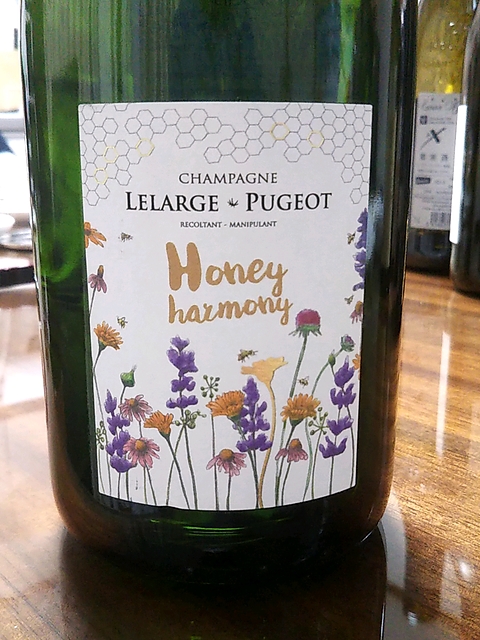 CHAMPAGNE
LELARGE PUGEOT
RECOLTANT - MANIPULANT
Honey
harmony